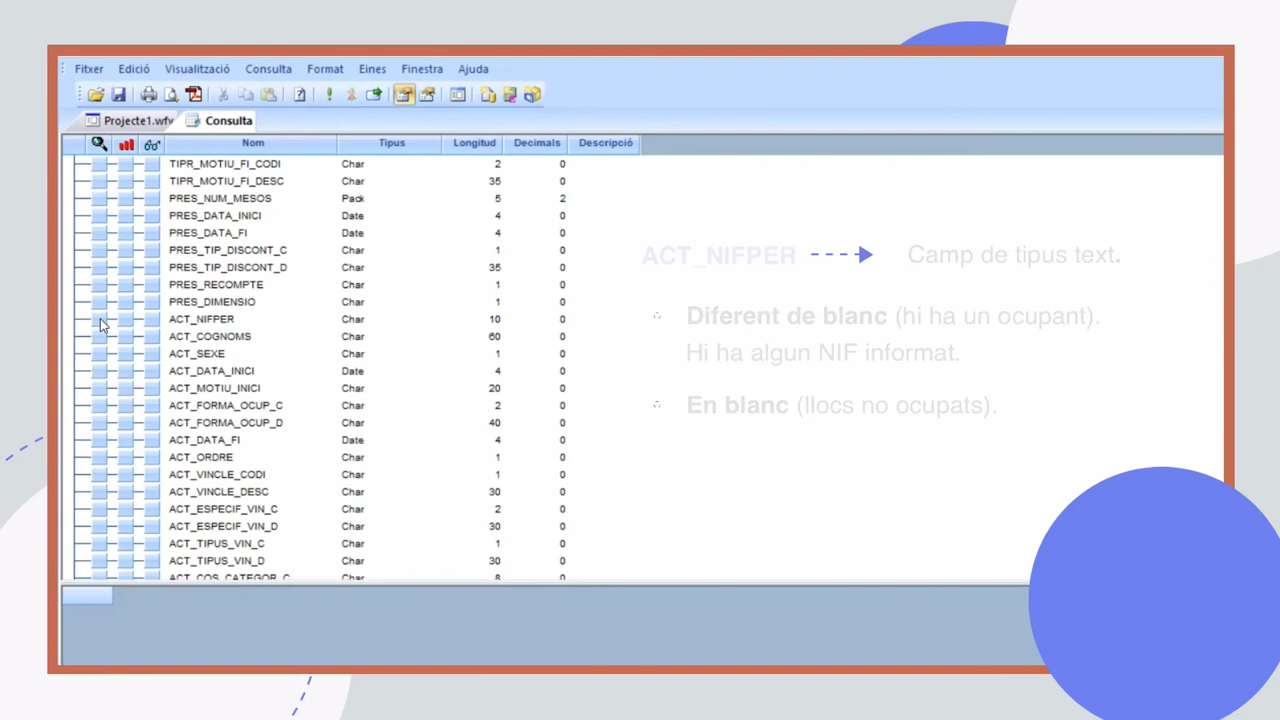 Fitxer Edició Visualització Consulta Format Eines Finestra Ajuda
Projecte1.wfv Consulta
Nom Tipus Longitud Decimals Descripció
TIPR_MOTIU_FI_CODI Char 2 0
TIPR_MOTIU_FI_DESC Char 35 0
PRES_NUM_MESOS Pack 5 2
PRES_DATA_INICI Date 4 0
PRES_DATA_FI Date 4 0
PRES_TIP_DISCONT_C Char 1 0
PRES_TIP_DISCONT_D Char 35 0
PRES_RECOMPTE Char 1 0
PRES_DIMENSIO Char 1 0
ACT_NIFPER Char 10 0
ACT_COGNOMS Char 60 0
ACT_SEXE Char 1 0
ACT_DATA_INICI Date 4 0
ACT_MOTIU_INICI Char 20 0
ACT_FORMA_OCUP_C Char 2 0
ACT_FORMA_OCUP_D Char 40 0
ACT_DATA_FI Date 4 0
ACT_ORDRE Char 1 0
ACT_VINCLE_CODI Char 1 0
ACT_VINCLE_DESC Char 30 0
ACT_ESPECIF_VIN_C Char 2 0
ACT_ESPECIF_VIN_D Char 30 0
ACT_TIPUS_VIN_C Char 1 0
ACT_TIPUS_VIN_D Char 30 0
ACT_COS_CATEGOR_C Char 8 0
ACT_NIFPER Camp de tipus text.
Diferent de blanc (hi ha un ocupant).
Hi ha algun NIF informat.
En blanc (llocs no ocupats).